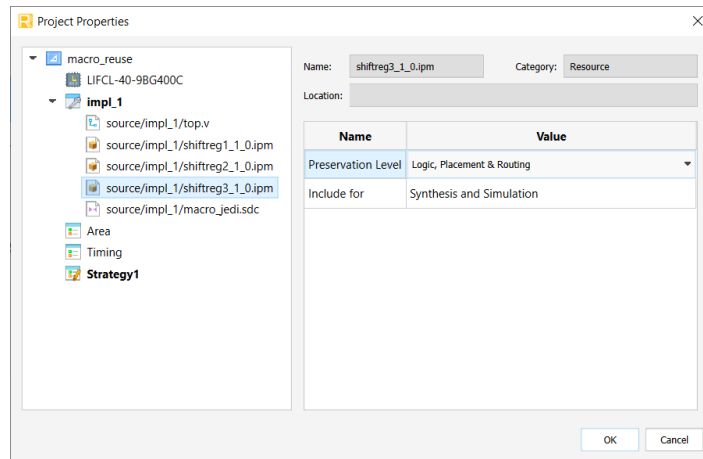 Project Properties
macro_reuse
LIFCL-40-9BG400C
impl_1
source/impl_1/top.v
source/impl_1/shiftreg1_1_0.ipm
source/impl_1/shiftreg2_1_0.ipm
source/impl_1/shiftreg3_1_0.ipm
source/impl_1/macro_jedi.sdc
Area
Timing
Strategy1
Name: shiftreg3_1_0.ipm Category: Resource
Location:
Name Value
Preservation Level Logic, Placement & Routing
Include for Synthesis and Simulation
OK Cancel